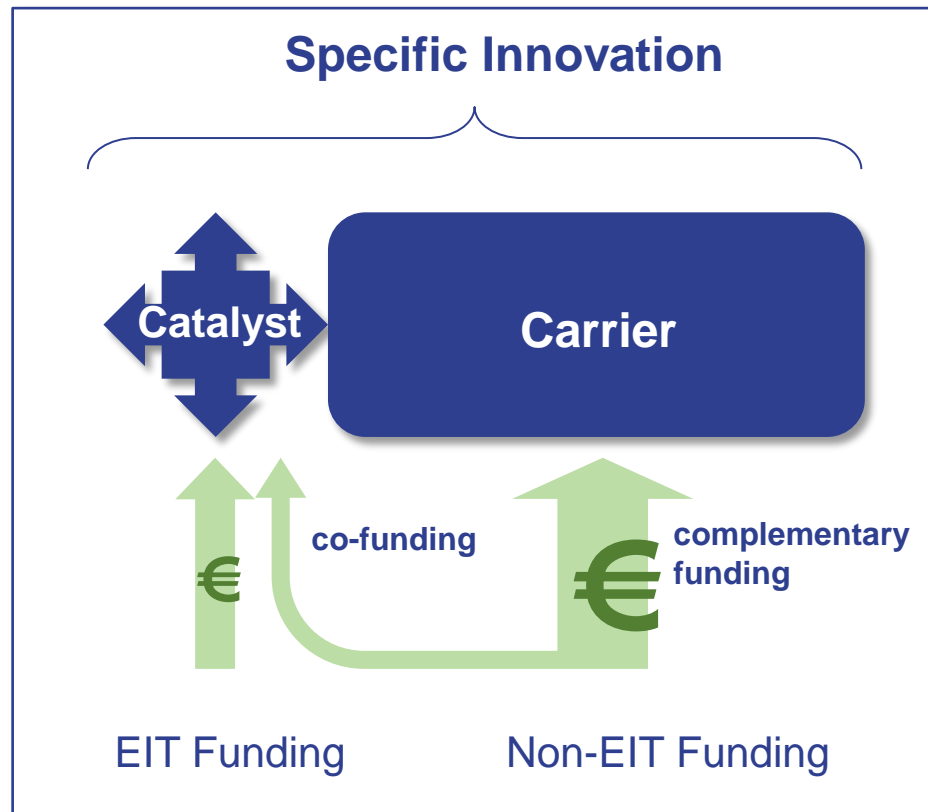 Specific Innovation
Catalyst
Carrier
co-funding
€
€
complementary
funding
EIT Funding
Non-EIT Funding